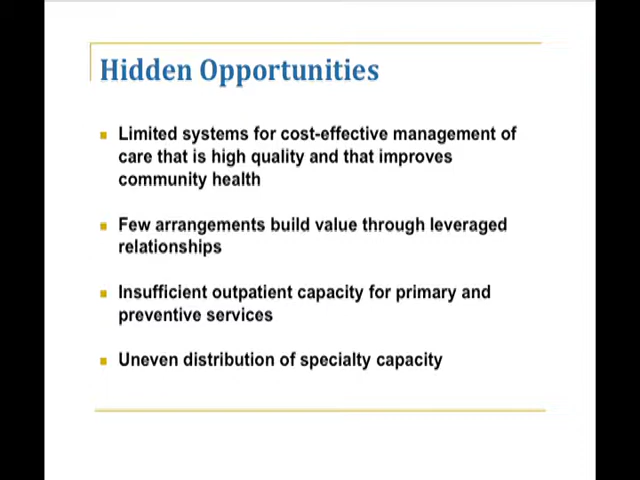 Hidden Opportunities
Limited systems for cost-effective management of
care that is high quality and that improves
community health
Few arrangements build value through leveraged
relationships
Insufficient outpatient capacity for primary and
preventive services
Uneven distribution of specialty capacity